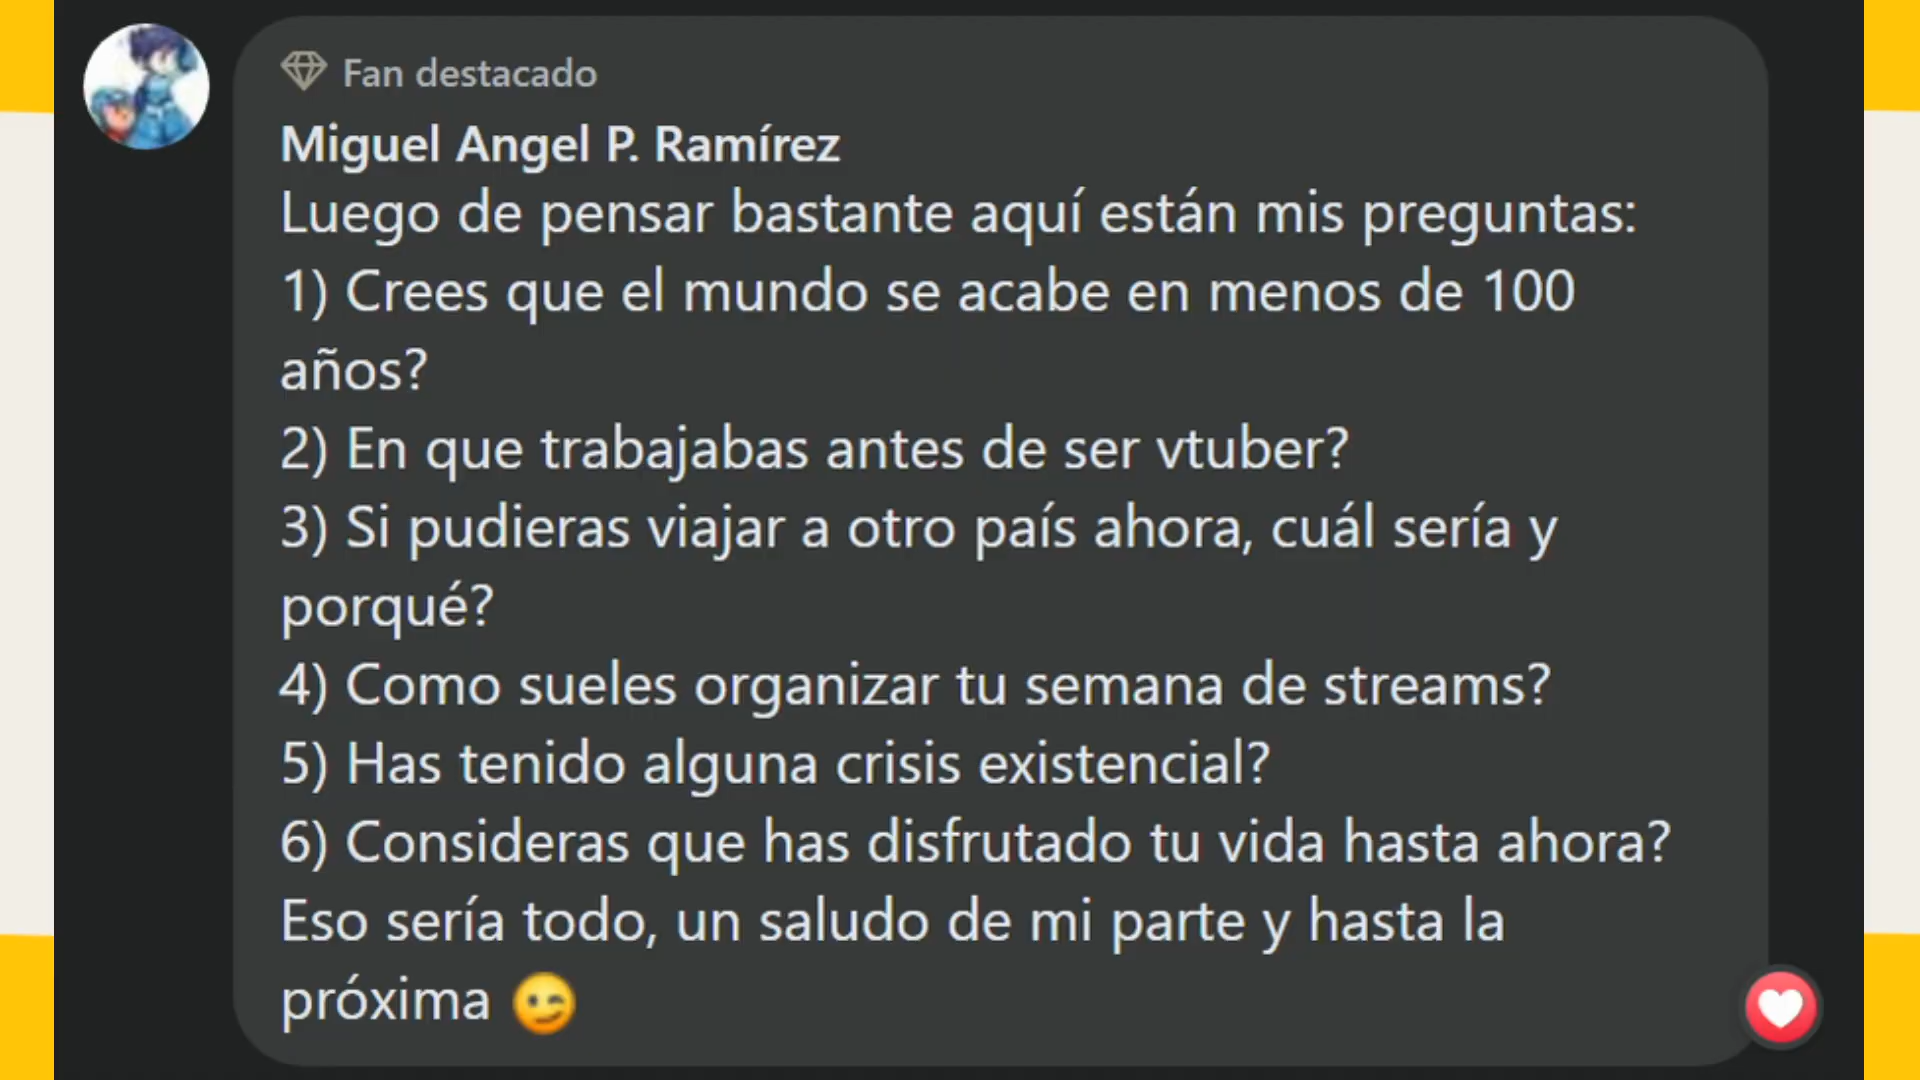 Fan destacado
Miguel Angel P. Ramírez
Luego de pensar bastante aquí están mis preguntas:
1) Crees que el mundo se acabe en menos de 100
años?
2) En que trabajabas antes de ser vtuber?
3) Si pudieras viajar a otro país ahora, cuál sería y
porqué?
4) Como sueles organizar tu semana de streams?
5) Has tenido alguna crisis existencial?
6) Consideras que has disfrutado tu vida hasta ahora?
Eso sería todo, un saludo de mi parte y hasta la
próxima 😉